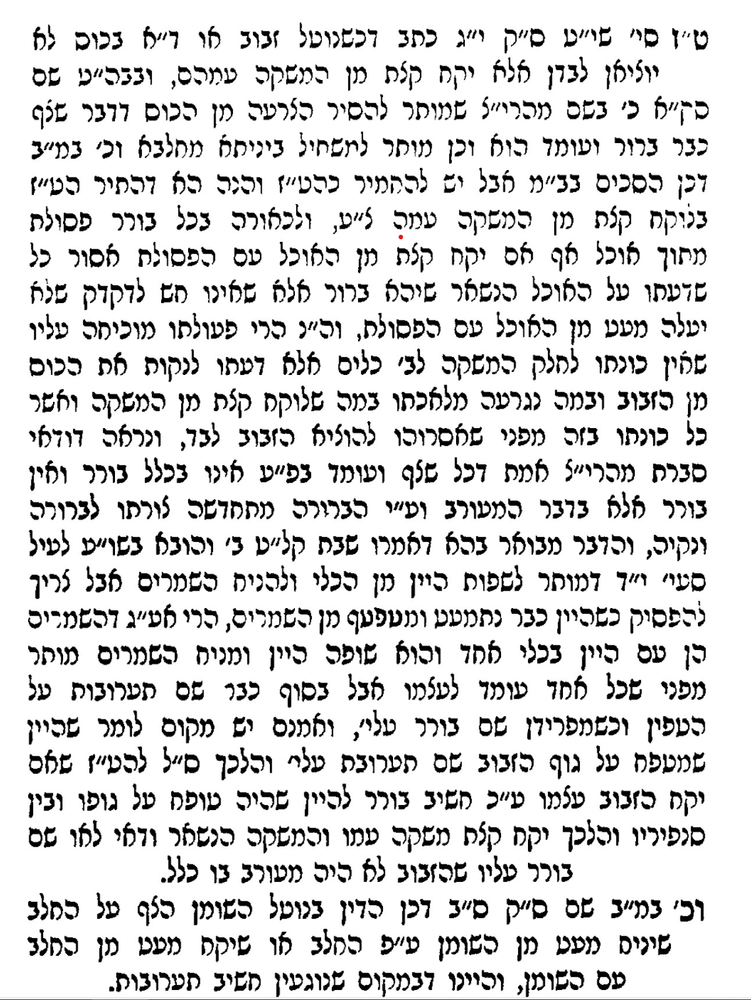 ט״ז סי׳ שי״ט ס״ק י״ג כתב דכשנוטל זבוב או ד״א בכוס לא
יוציאן לבדן אלא יקח קצת מן המשקה עמהם, ובבה״ט שם
סק״א כ׳ בשם מהרי״צ שמותר להסיר הצרעה מן הכוס דדבר שצף
כבר ברור ועומד הוא וכן מותר למשחיל ביניתא מחלבא וכ׳ במ״ב
דכן הסכים בב״מ אבל יש להחמיר כהט״ז והנה הא דהתיר הט״ז
בלוקח קצת מן המשקה עמה צ״ע, ולכאורה בכל בורר פסולת
מתוך אוכל אף אם יקח קצת מן האוכל עם הפסולת אסור כל
שדעתו על האוכל הנשאר שיהא ברור אלא שאינו חש לדקדק שלא
יעלה מעט מן האוכל עם הפסולת, וה״נ הרי פעולתו מוכיחה עליו
שאין כונתו לחלק המשקה לב׳ כלים אלא דעתו לנקות את הכוס
מן הזבוב ובמה נגרעה מלאכתו במה שלוקח קצת מן המשקה ואשר
כל כונתו בזה מפני שאסרוהו להוציא הזבוב לבד, ונראה דודאי
סברת מהרי״צ אמת דכל שצף ועומד בפ״ע אינו בכלל בורר ואין
בורר אלא בדבר המעורב וע״י הברורה מתחדשה צורתו לברורה
ונקיה, והדבר מבואר בהא דאמרו שבת קל״ט ב׳ והובא בשו״ע לעיל
סעי׳ י״ד דמותר לשפות היין מן הכלי ולהניח השמרים אבל צריך
להפסיק כשהיין כבר נתמעט ומטפטף מן השמרים, הרי אע״ג דהשמרים
הן עם היין בכלי אחד והוא שופה היין ומניח השמרים מותר
מפני שכל אחד עומד לעצמו אבל בסוף כבר שם תערובות על
הטפין וכשמפרידן שם בורר עלי׳, ואמנם יש מקום לומר שהיין
שמטפח על גוף הזבוב שם תערובת עלי׳ והלכך ס״ל להט״ז שאם
יקח הזבוב עצמו ע״כ חשיב בורר להיין שהיה טופח על גופו ובין
סנפיריו והלכך יקח קצת משקה עמו והמשקה הנשאר ודאי לאו שם
בורר עליו שהזבוב לא היה מעורב בו כלל.
וכ׳ במ״ב שם ס״ק ס״ב דכן הדין בנוטל השומן הצף על החלב
שיניח מעט מן השומן ע״פ החלב או שיקח מעט מן החלב
עם השומן, והיינו דבמקום שנוגעין חשיב תערובות.